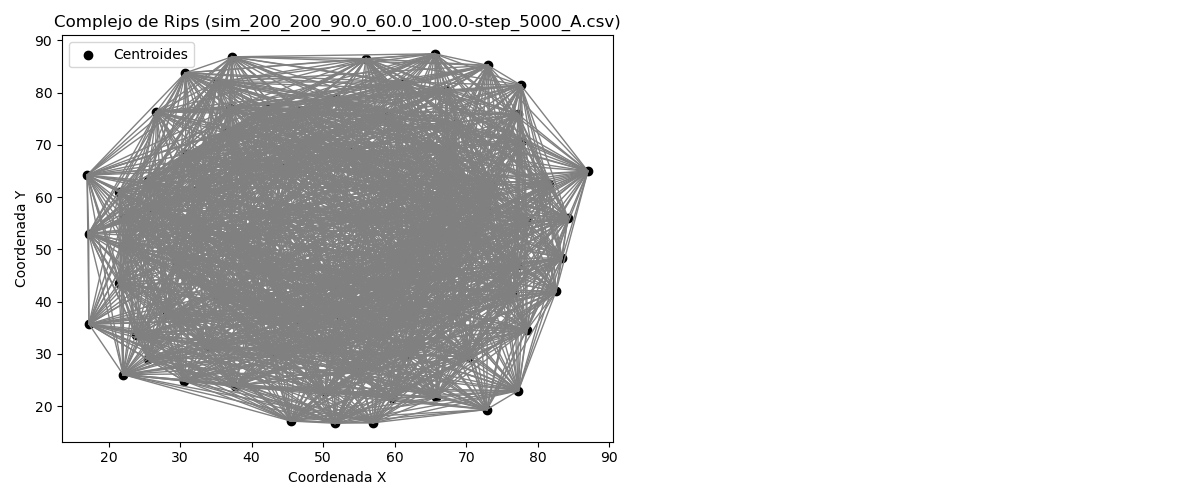 Complejo de Rips (sim_200_200_90.0_60.0_100.0-step_5000_A.csv)
90
Centroides
80
70
60
50
40
30
20
Coordenada Y
20 30 40 50 60 70 80 90
Coordenada X